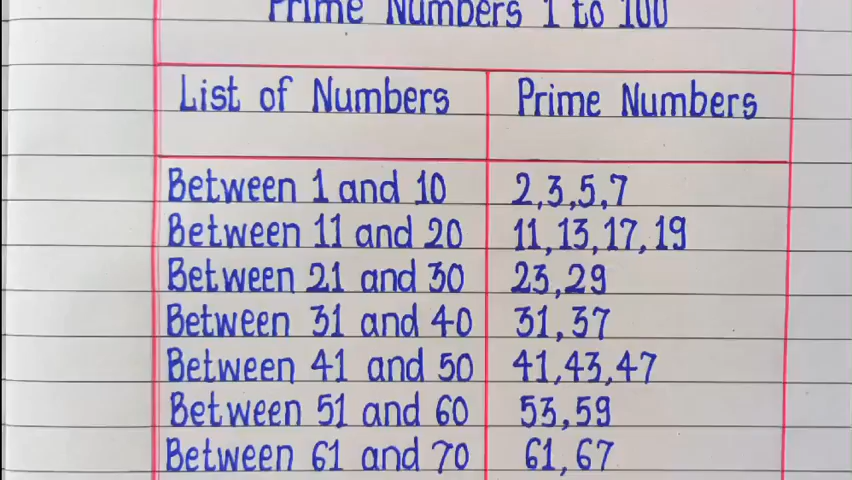 Prime Numbers 1 to 100
List of Numbers Prime Numbers
Between 1 and 10 2,3,5,7
Between 11 and 20 11,13,17,19
Between 21 and 30 23,29
Between 31 and 40 31,37
Between 41 and 50 41,43,47
Between 51 and 60 53,59
Between 61 and 70 61,67